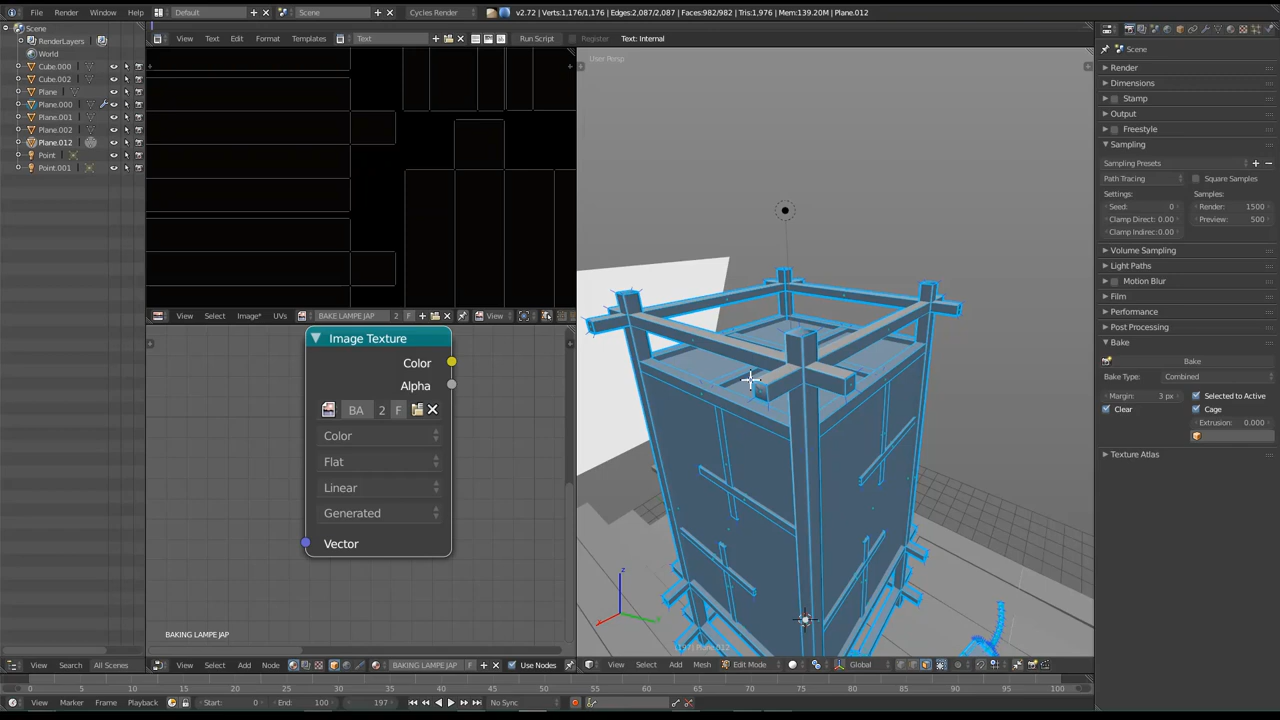 File Render Window Help Default Scene Cycles Render v2.72 | Verts:1,176/1,176 | Edges:2,087/2,087 | Faces:982/982 | Tris:1,976 | Mem:139.20M | Plane.012
Scene
RenderLayers
World
Cube.000
Cube.002
Plane
Plane.000
Plane.001
Plane.002
Plane.012
Point
Point.001
View Search All Scenes
View Text Edit Format Templates Text F Run Script Register Text: Internal
View Select Image* UVs BAKE LAMPE JAP 2 F View
Image Texture
Color
Alpha
BA 2 F
Color
Flat
Linear
Generated
Vector
BAKING LAMPE JAP
View Select Add Node BAKING LAMPE JAP F Use Nodes
User Persp
(197) Plane.012
View Select Add Mesh Edit Mode Global
Scene
Render
Dimensions
Stamp
Output
Freestyle
Sampling
Sampling Presets
Path Tracing Square Samples
Settings: Samples:
Seed: 0 Render: 1500
Clamp Direct: 0.00 Preview: 500
Clamp Indirec: 0.00
Volume Sampling
Light Paths
Motion Blur
Film
Performance
Post Processing
Bake
Bake
Bake Type: Combined
Margin: 3 px Selected to Active
Clear Cage
Extrusion: 0.000
Texture Atlas
0 5 10 15 20 25 30 35 40 45 50 55 60 65 70 75 80 85 90 95 100
View Marker Frame Playback Start: 0 End: 100 197 No Sync